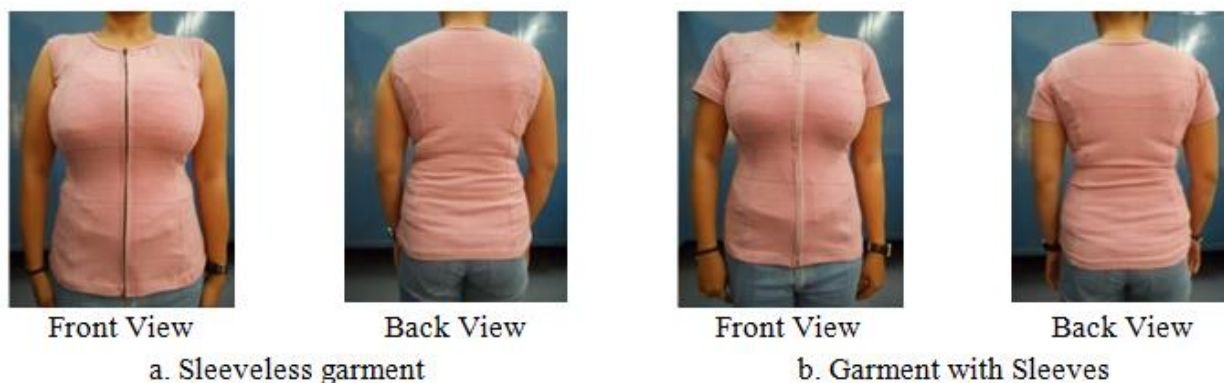 Front View
Back View
Front View
Back View
a. Sleeveless garment
b. Garment with Sleeves